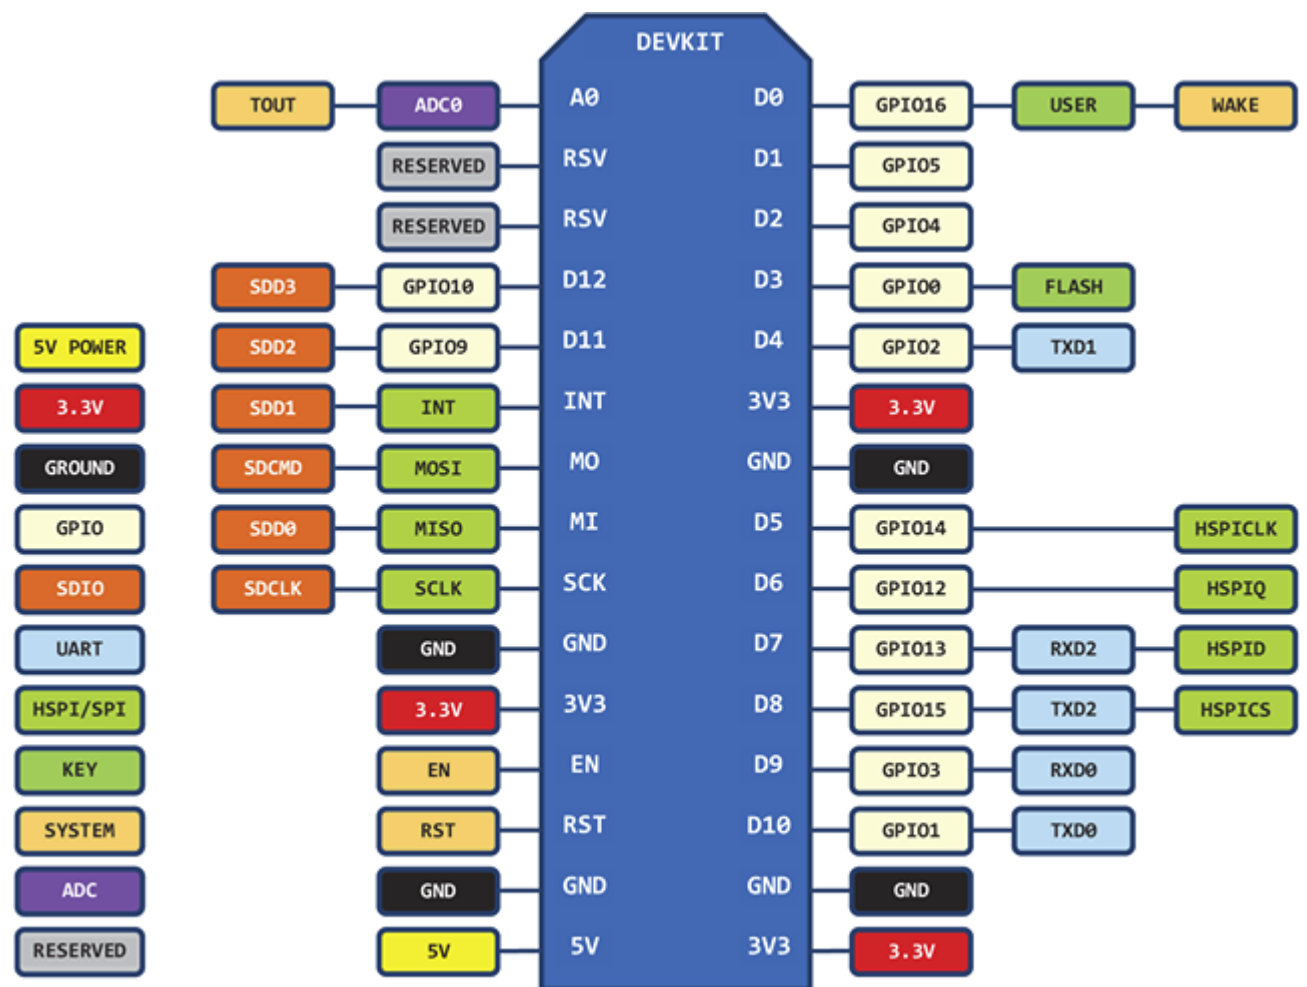 DEVKIT
TOUT ADC0 A0 D0 GPIO16 USER WAKE
RESERVED RSV D1 GPIO5
RESERVED RSV D2 GPIO4
SDD3 GPIO10 D12 D3 GPIO0 FLASH
5V POWER SDD2 GPIO9 D11 D4 GPIO2 TXD1
3.3V SDD1 INT INT 3V3 3.3V
GROUND SDCMD MOSI MO GND GND
GPIO SDD0 MISO MI D5 GPIO14 HSPICLK
SDIO SDCLK SCLK SCK D6 GPIO12 HSPIQ
UART GND GND D7 GPIO13 RXD2 HSPID
HSPI/SPI 3.3V 3V3 D8 GPIO15 TXD2 HSPICS
KEY EN EN D9 GPIO3 RXD0
SYSTEM RST RST D10 GPIO1 TXD0
ADC GND GND GND GND
RESERVED 5V 5V 3V3 3.3V